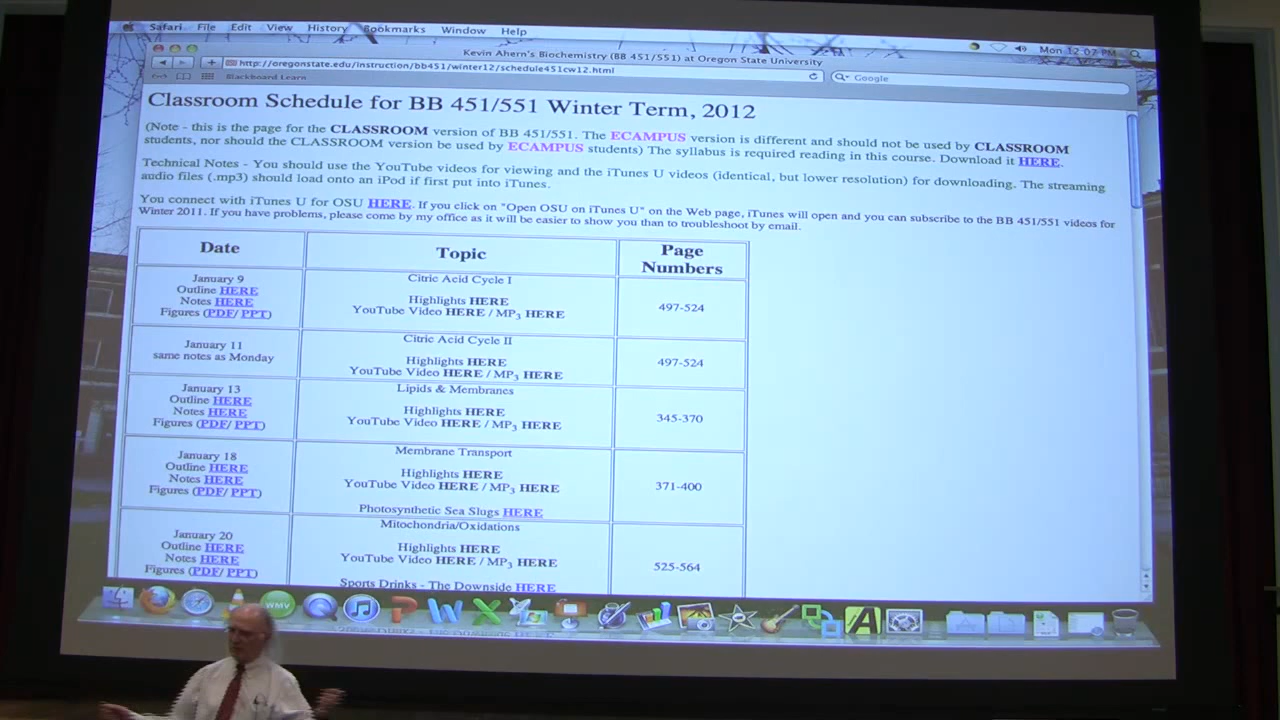 Safari File Edit View History Bookmarks Window Help Mon 12:07 PM
Kevin Ahern's Biochemistry (BB 451/551) at Oregon State University
http://oregonstate.edu/instruction/bb451/winter12/schedule451cw12.html
Google
Blackboard Learn
Classroom Schedule for BB 451/551 Winter Term, 2012
(Note - this is the page for the CLASSROOM version of BB 451/551. The ECAMPUS version is different and should not be used by CLASSROOM
students, nor should the CLASSROOM version be used by ECAMPUS students) The syllabus is required reading in this course. Download it HERE.
Technical Notes - You should use the YouTube videos for viewing and the iTunes U videos (identical, but lower resolution) for downloading. The streaming
audio files (.mp3) should load onto an iPod if first put into iTunes.
You connect with iTunes U for OSU HERE. If you click on "Open OSU on iTunes U" on the Web page, iTunes will open and you can subscribe to the BB 451/551 videos for
Winter 2011. If you have problems, please come by my office as it will be easier to show you than to troubleshoot by email.
Date Topic Page
Numbers
January 9
Outline HERE
Notes HERE
Figures (PDF/ PPT)
Citric Acid Cycle I
Highlights HERE
YouTube Video HERE / MP3 HERE
497-524
January 11
same notes as Monday
Citric Acid Cycle II
Highlights HERE
YouTube Video HERE / MP3 HERE
497-524
January 13
Outline HERE
Notes HERE
Figures (PDF/ PPT)
Lipids & Membranes
Highlights HERE
YouTube Video HERE / MP3 HERE
345-370
January 18
Outline HERE
Notes HERE
Figures (PDF/ PPT)
Membrane Transport
Highlights HERE
YouTube Video HERE / MP3 HERE
Photosynthetic Sea Slugs HERE
371-400
January 20
Outline HERE
Notes HERE
Figures (PDF/ PPT)
Mitochondria/Oxidations
Highlights HERE
YouTube Video HERE / MP3 HERE
Sports Drinks - The Downside HERE
525-564
WMV